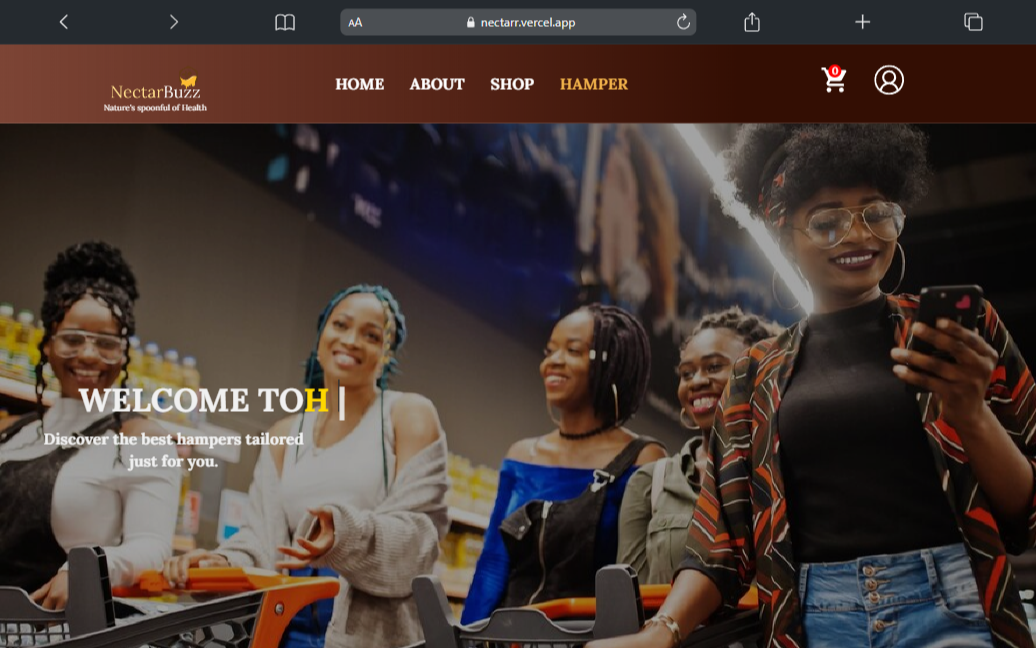 AA nectarr.vercel.app
NectarBuzz
Nature's spoonful of Health
HOME ABOUT SHOP HAMPER
0
WELCOME TOH |
Discover the best hampers tailored
just for you.